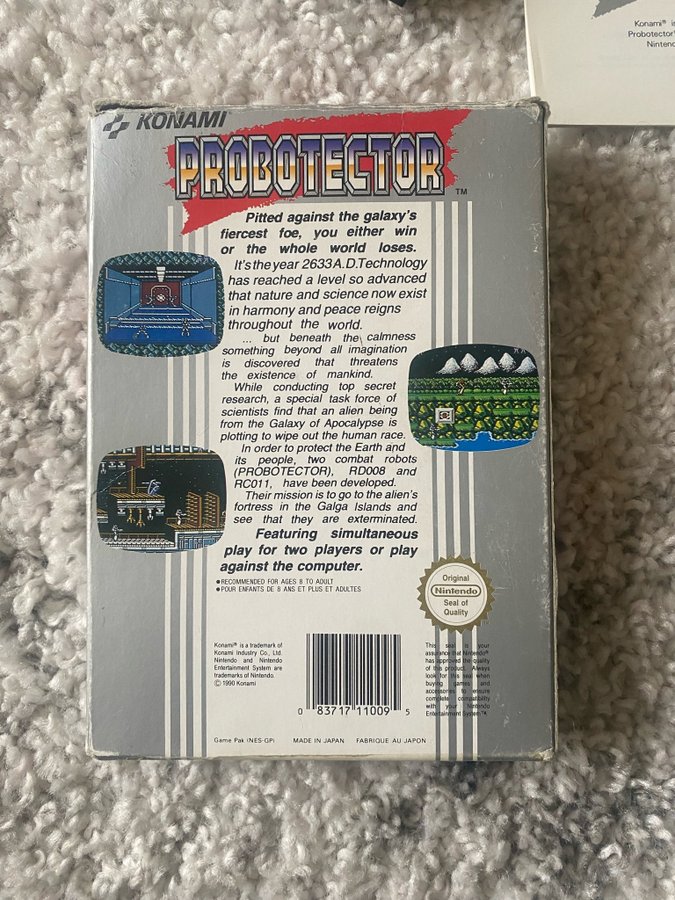 Konami® is
Probotector
Nintendo
KONAMI
PROBOTECTOR
TM
Pitted against the galaxy's
fiercest foe, you either win
or the whole world loses.
It's the year 2633 A.D. Technology
has reached a level so advanced
that nature and science now exist
in harmony and peace reigns
throughout the world.
... but beneath the calmness
something beyond all imagination
is discovered that threatens
the existence of mankind.
While conducting top secret
research, a special task force of
scientists find that an alien being
from the Galaxy of Apocalypse is
plotting to wipe out the human race.
In order to protect the Earth and
its people, two combat robots
(PROBOTECTOR), RD008 and
RC011, have been developed.
Their mission is to go to the alien's
fortress in the Galga Islands and
see that they are exterminated.
Featuring simultaneous
play for two players or play
against the computer.
● RECOMMENDED FOR AGES 8 TO ADULT
● POUR ENFANTS DE 8 ANS ET PLUS ET ADULTES
Original
Nintendo
Seal of
Quality
Konami® is a trademark of
Konami Industry Co., Ltd.
Nintendo and Nintendo
Entertainment System are
trademarks of Nintendo.
© 1990 Konami
This seal is your
assurance that Nintendo®
has approved the quality
of this product. Always
look for this seal when
buying games and
accessories to ensure
complete compatibility
with your Nintendo
Entertainment System.®
0 83717 11009 5
Game Pak (NES-GP) MADE IN JAPAN FABRIQUE AU JAPON